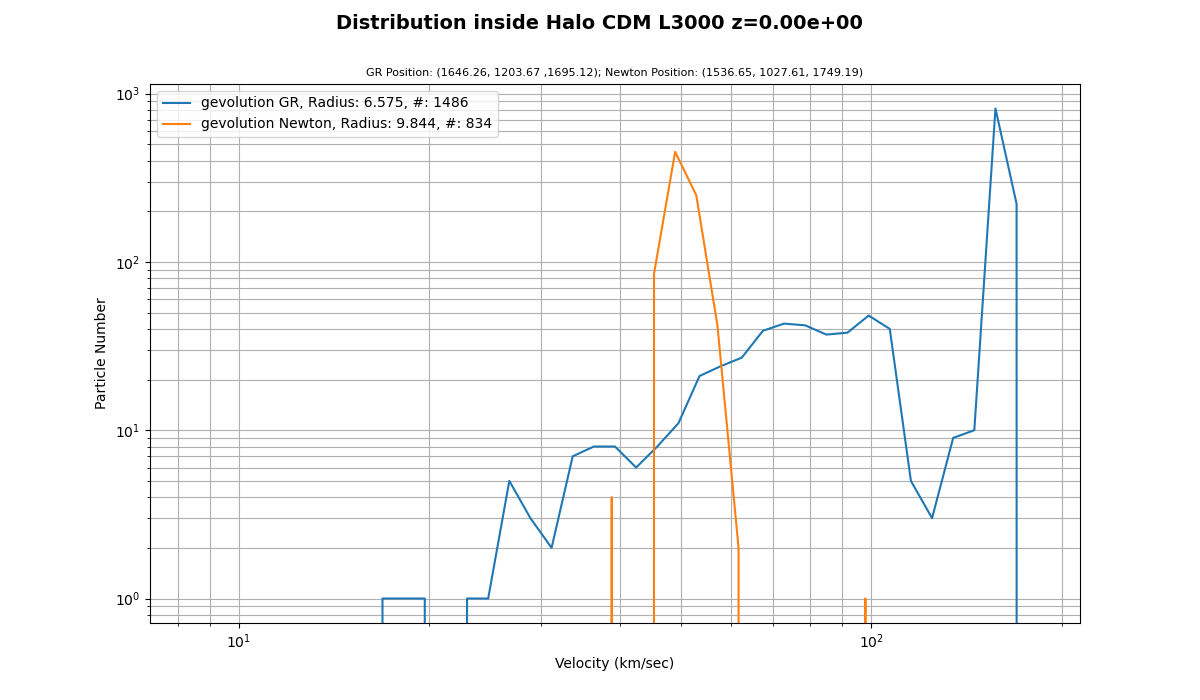 Distribution inside Halo CDM L3000 z=0.00e+00
GR Position: (1646.26, 1203.67 ,1695.12); Newton Position: (1536.65, 1027.61, 1749.19)
gevolution GR, Radius: 6.575, #: 1486
gevolution Newton, Radius: 9.844, #: 834
Particle Number
10³
10²
10¹
10⁰
10¹
10²
Velocity (km/sec)